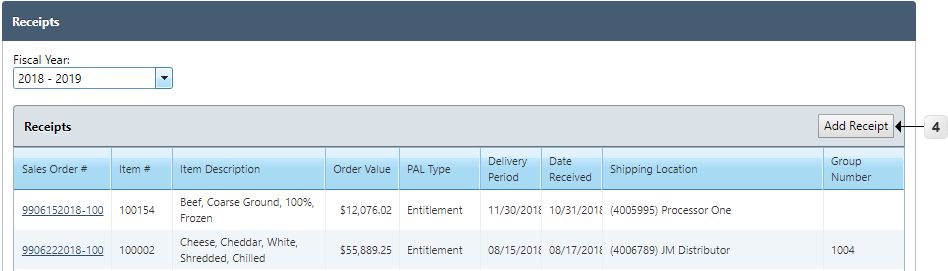 Receipts
Fiscal Year:
2018 - 2019
Receipts
Add Receipt
4
Sales Order # Item # Item Description Order Value PAL Type Delivery Period Date Received Shipping Location Group Number
9906152018-100 100154 Beef, Coarse Ground, 100%, Frozen $12,076.02 Entitlement 11/30/2018 10/31/2018 (4005995) Processor One
9906222018-100 100002 Cheese, Cheddar, White, Shredded, Chilled $55,889.25 Entitlement 08/15/2018 08/17/2018 (4006789) JM Distributor 1004